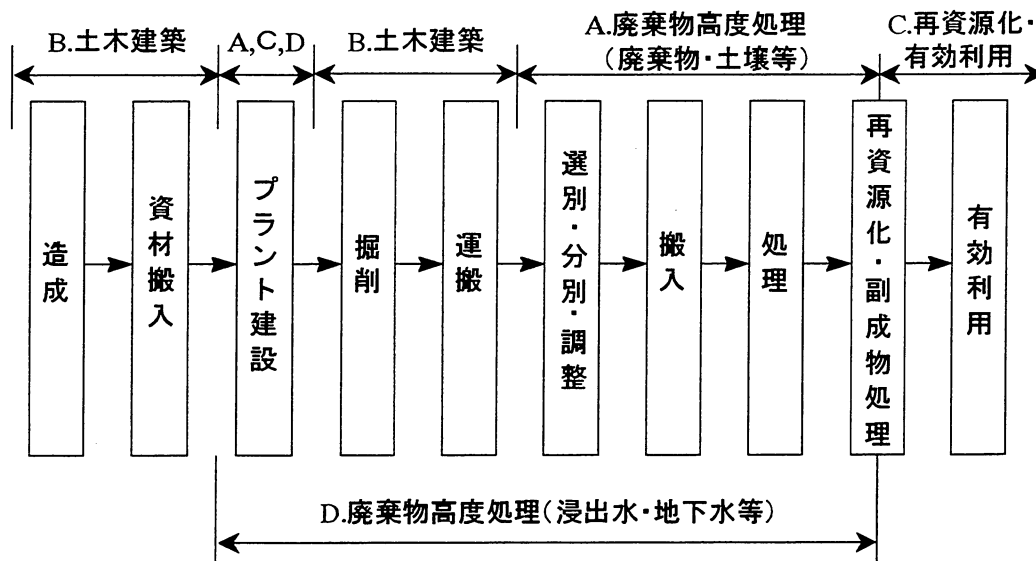 B.土木建築
A,C,D
B.土木建築
A.廃棄物高度処理
(廃棄物・土壌等)
C.再資源化・
有効利用
造成
資材搬入
プラント建設
掘削
運搬
選別・分別・調整
搬入
処理
再資源化・副成物処理
有効利用
D.廃棄物高度処理(浸出水・地下水等)